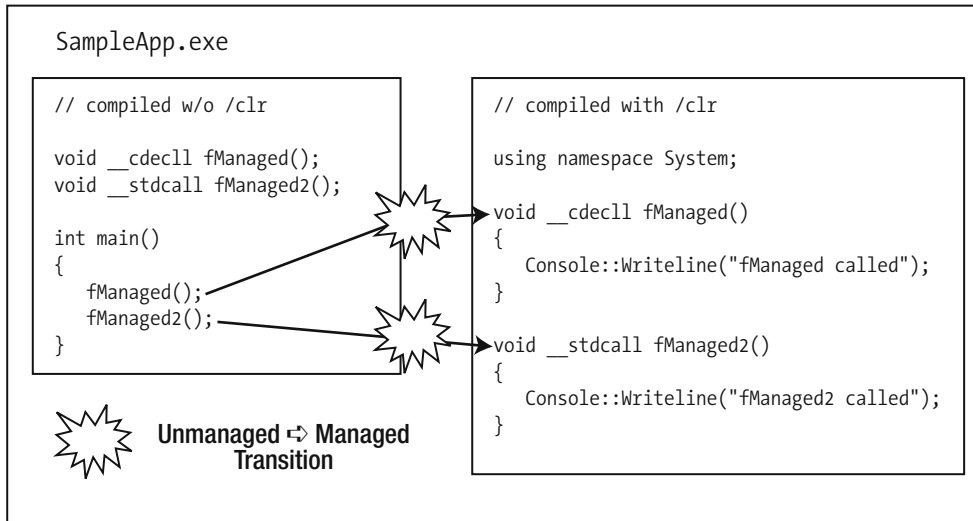 SampleApp.exe
// compiled w/o /clr
void __cdecll fManaged();
void __stdcall fManaged2();
int main()
{
fManaged();
fManaged2();
}
// compiled with /clr
using namespace System;
void __cdecll fManaged()
{
Console::Writeline("fManaged called");
}
void __stdcall fManaged2()
{
Console::Writeline("fManaged2 called");
}
Unmanaged ➪ Managed
Transition